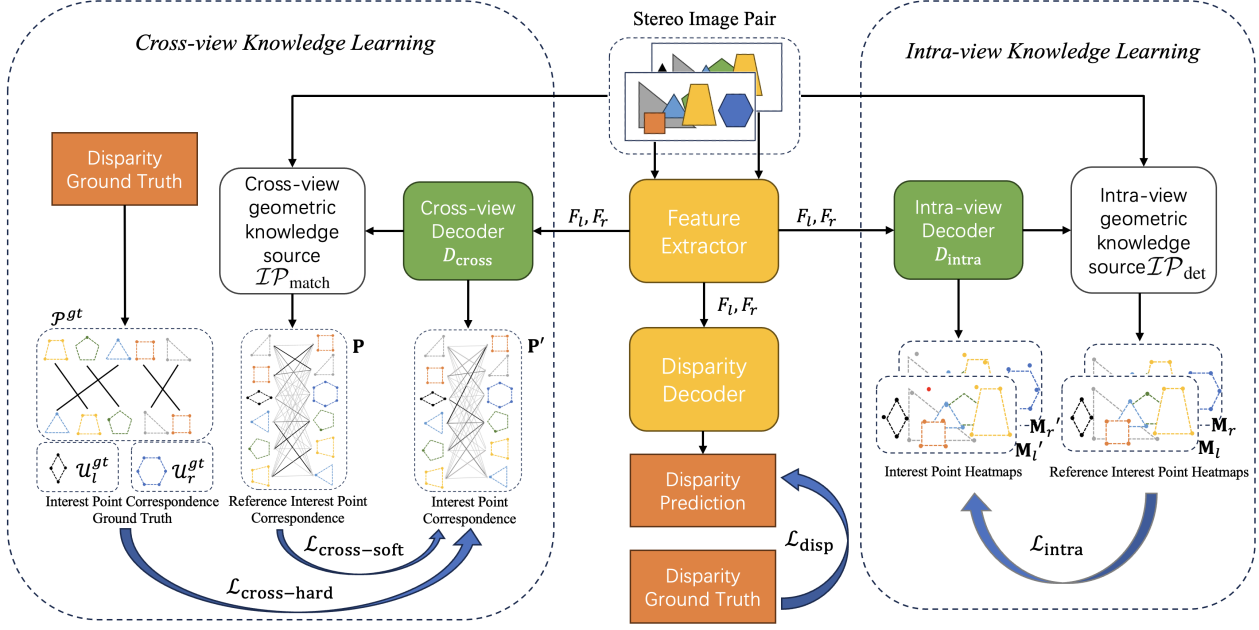 Stereo Image Pair
Cross-view Knowledge Learning
Intra-view Knowledge Learning
Disparity
Ground Truth
Cross-view
geometric
knowledge
source
𝓘𝓟match
Cross-view
Decoder
Dcross
Fl, Fr
Feature
Extractor
Fl, Fr
Intra-view
Decoder
Dintra
Intra-view
geometric
knowledge
source 𝓘𝓟det
Fl, Fr
𝒫gt
P
P′
Disparity
Decoder
𝒰lgt
𝒰rgt
Interest Point Correspondence
Ground Truth
Reference Interest Point
Correspondence
Interest Point
Correspondence
Mr′
Ml′
Interest Point Heatmaps
Mr
Ml
Reference Interest Point Heatmaps
Disparity
Prediction
ℒcross−soft
ℒcross−hard
ℒdisp
ℒintra
Disparity
Ground Truth